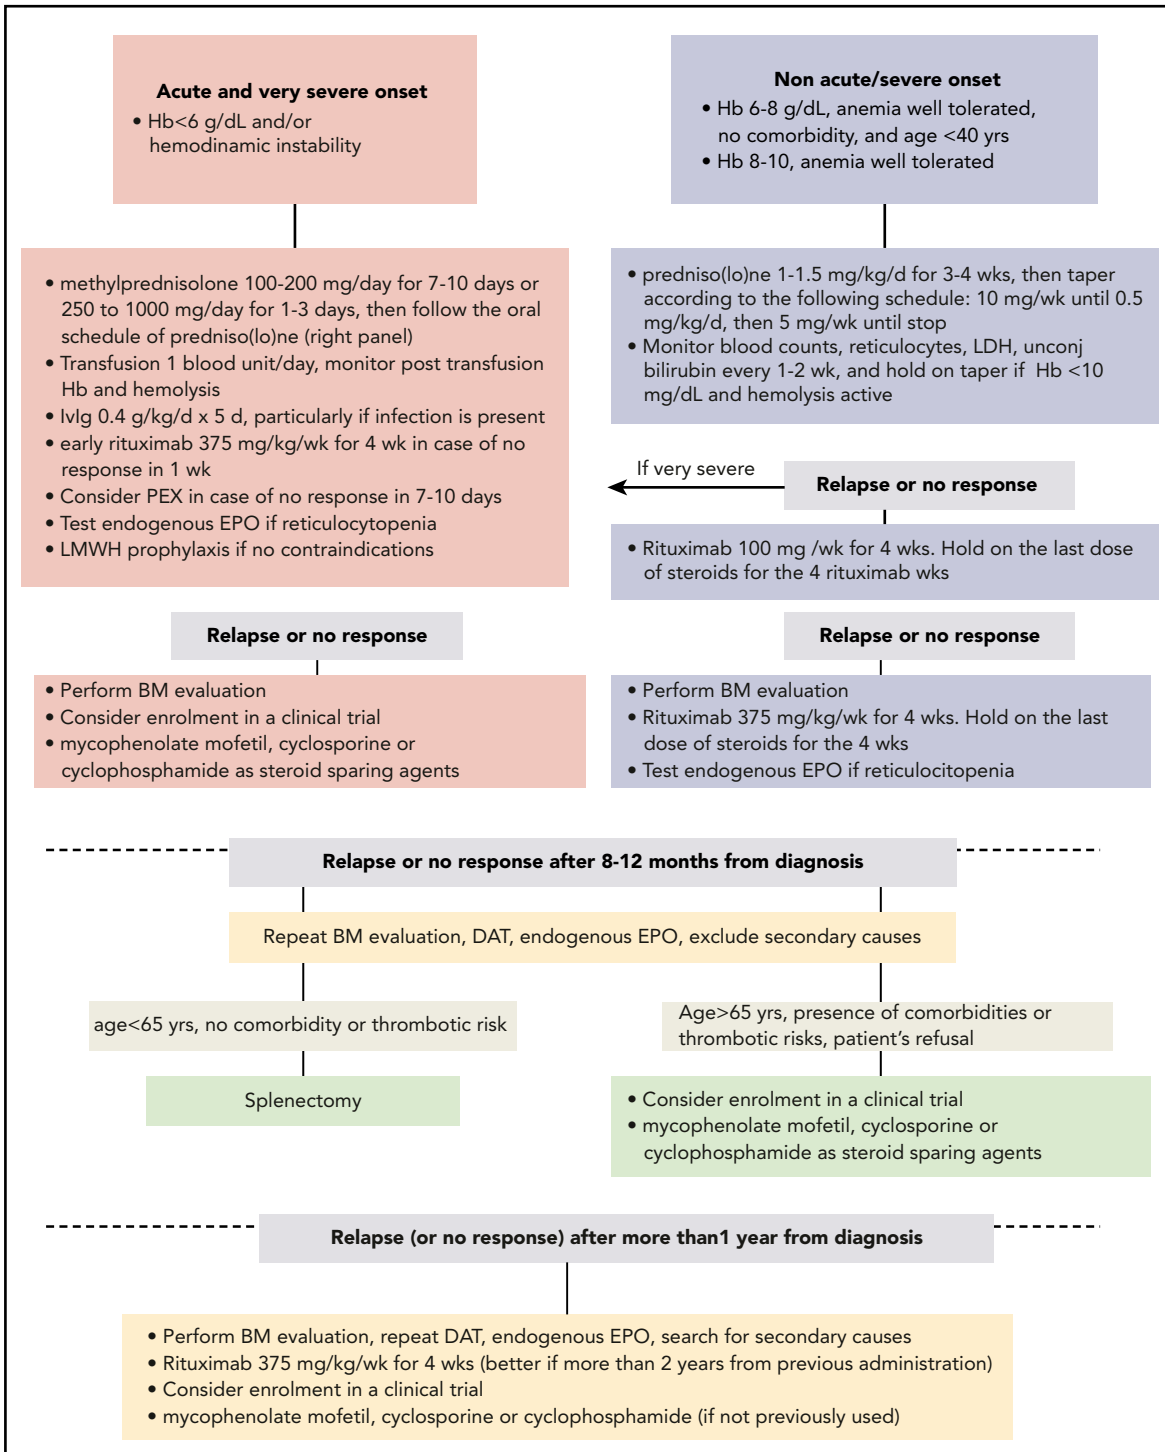 Acute and very severe onset
• Hb<6 g/dL and/or
hemodinamic instability
Non acute/severe onset
• Hb 6-8 g/dL, anemia well tolerated,
no comorbidity, and age <40 yrs
• Hb 8-10, anemia well tolerated
• methylprednisolone 100-200 mg/day for 7-10 days or
250 to 1000 mg/day for 1-3 days, then follow the oral
schedule of predniso(lo)ne (right panel)
• Transfusion 1 blood unit/day, monitor post transfusion
Hb and hemolysis
• IvIg 0.4 g/kg/d x 5 d, particularly if infection is present
• early rituximab 375 mg/kg/wk for 4 wk in case of no
response in 1 wk
• Consider PEX in case of no response in 7-10 days
• Test endogenous EPO if reticulocytopenia
• LMWH prophylaxis if no contraindications
• predniso(lo)ne 1-1.5 mg/kg/d for 3-4 wks, then taper
according to the following schedule: 10 mg/wk until 0.5
mg/kg/d, then 5 mg/wk until stop
• Monitor blood counts, reticulocytes, LDH, unconj
bilirubin every 1-2 wk, and hold on taper if Hb <10
mg/dL and hemolysis active
If very severe
Relapse or no response
• Rituximab 100 mg /wk for 4 wks. Hold on the last dose
of steroids for the 4 rituximab wks
Relapse or no response
• Perform BM evaluation
• Consider enrolment in a clinical trial
• mycophenolate mofetil, cyclosporine or
cyclophosphamide as steroid sparing agents
Relapse or no response
• Perform BM evaluation
• Rituximab 375 mg/kg/wk for 4 wks. Hold on the last
dose of steroids for the 4 wks
• Test endogenous EPO if reticulocitopenia
Relapse or no response after 8-12 months from diagnosis
Repeat BM evaluation, DAT, endogenous EPO, exclude secondary causes
age<65 yrs, no comorbidity or thrombotic risk
Splenectomy
Age>65 yrs, presence of comorbidities or
thrombotic risks, patient’s refusal
• Consider enrolment in a clinical trial
• mycophenolate mofetil, cyclosporine or
cyclophosphamide as steroid sparing agents
Relapse (or no response) after more than1 year from diagnosis
• Perform BM evaluation, repeat DAT, endogenous EPO, search for secondary causes
• Rituximab 375 mg/kg/wk for 4 wks (better if more than 2 years from previous administration)
• Consider enrolment in a clinical trial
• mycophenolate mofetil, cyclosporine or cyclophosphamide (if not previously used)